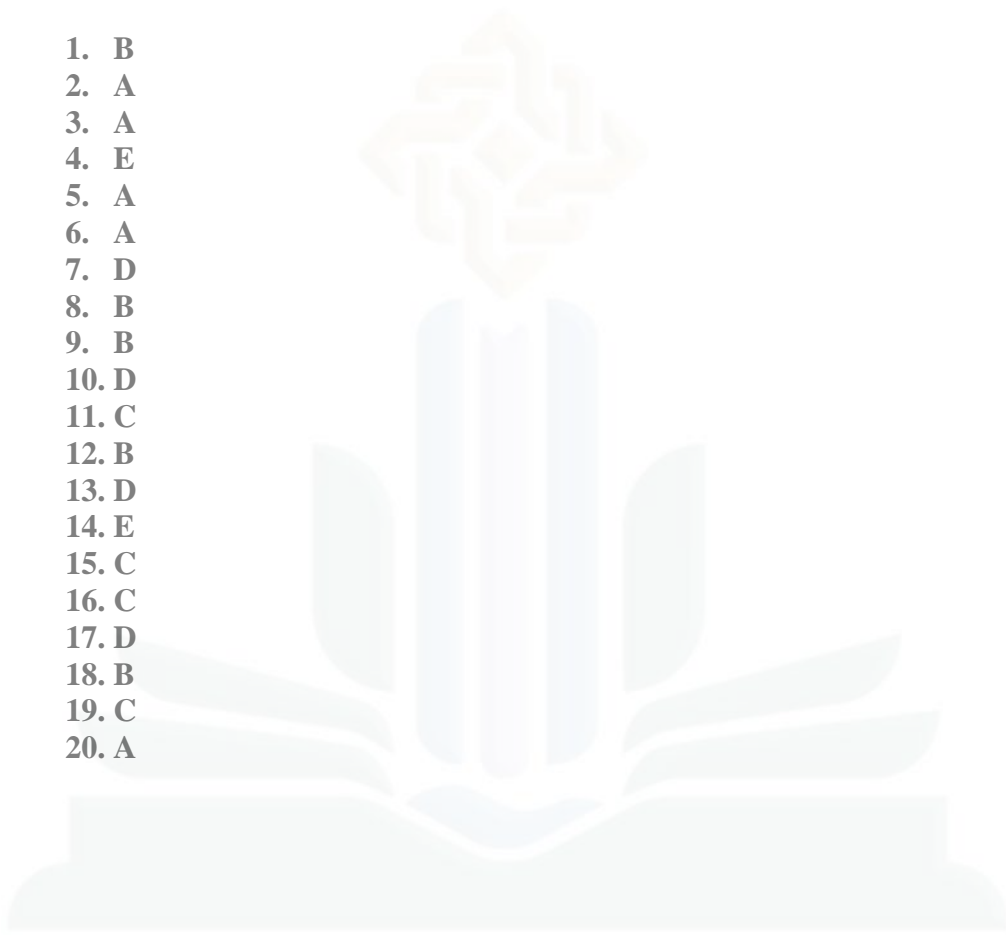 1. B
2. A
3. A
4. E
5. A
6. A
7. D
8. B
9. B
10. D
11. C
12. B
13. D
14. E
15. C
16. C
17. D
18. B
19. C
20. A